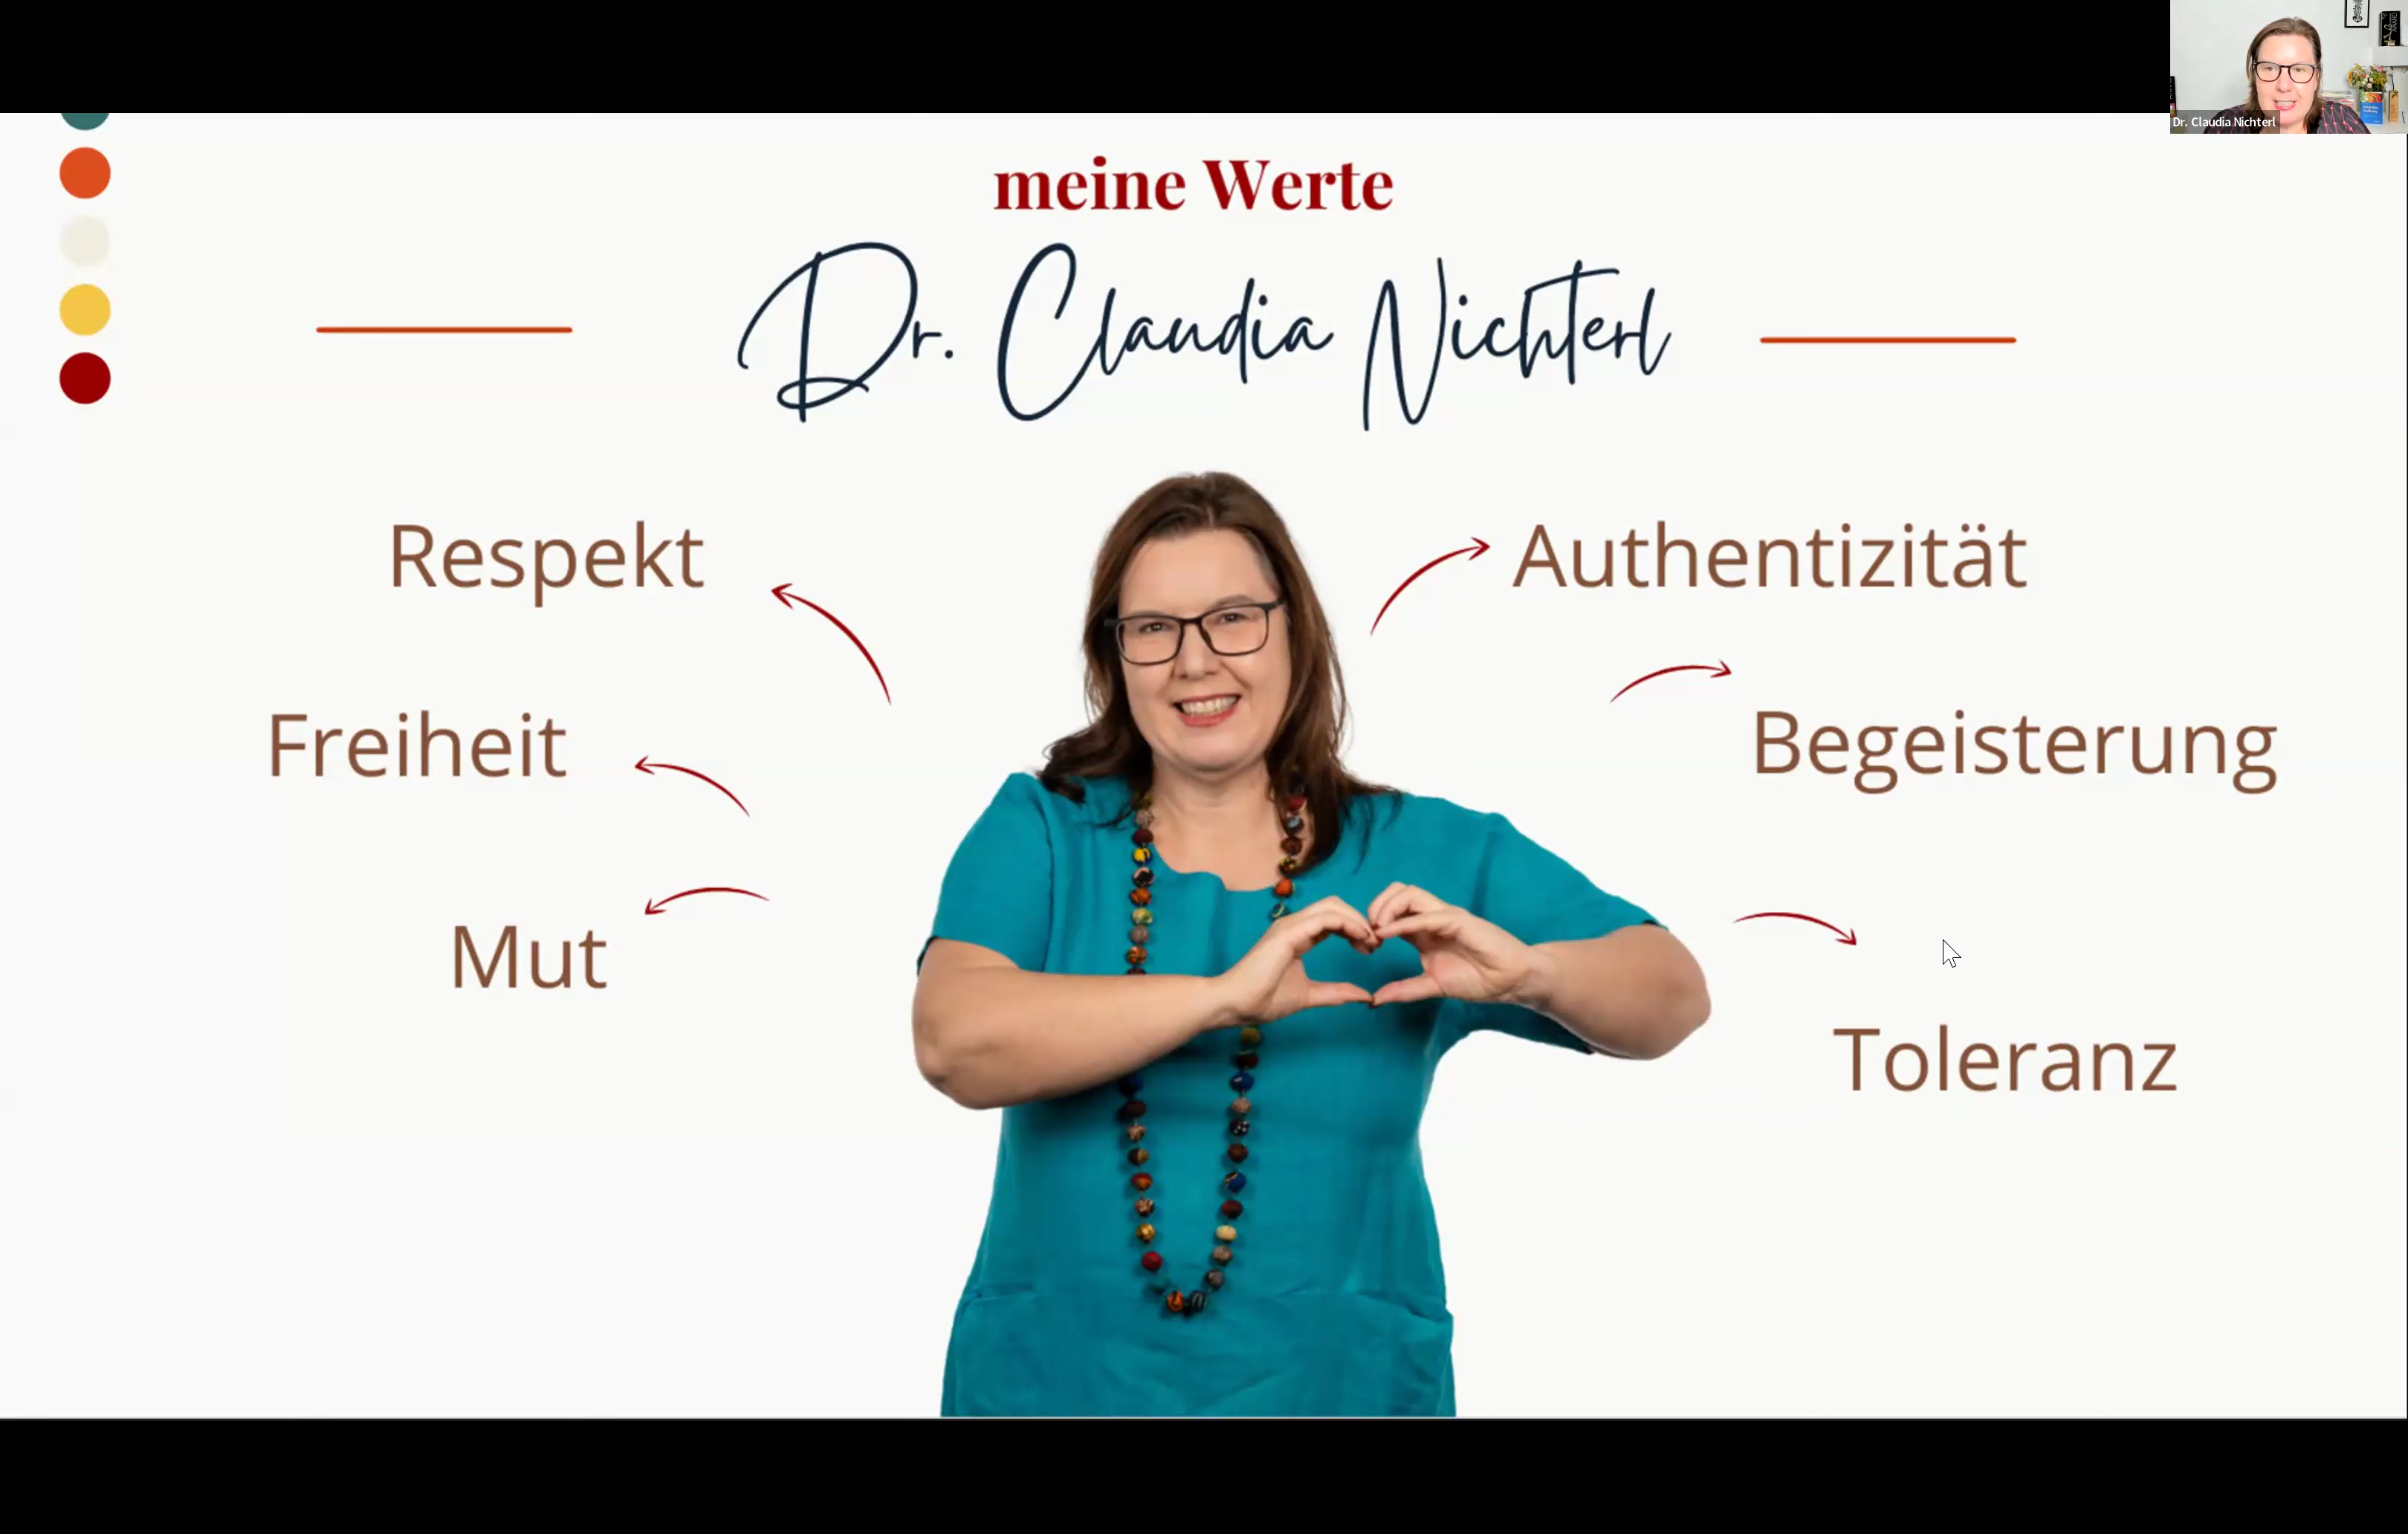 Dr. Claudia Nichterl
meine Werte
Dr. Claudia Nichterl
Respekt
Authentizität
Freiheit
Begeisterung
Mut
Toleranz